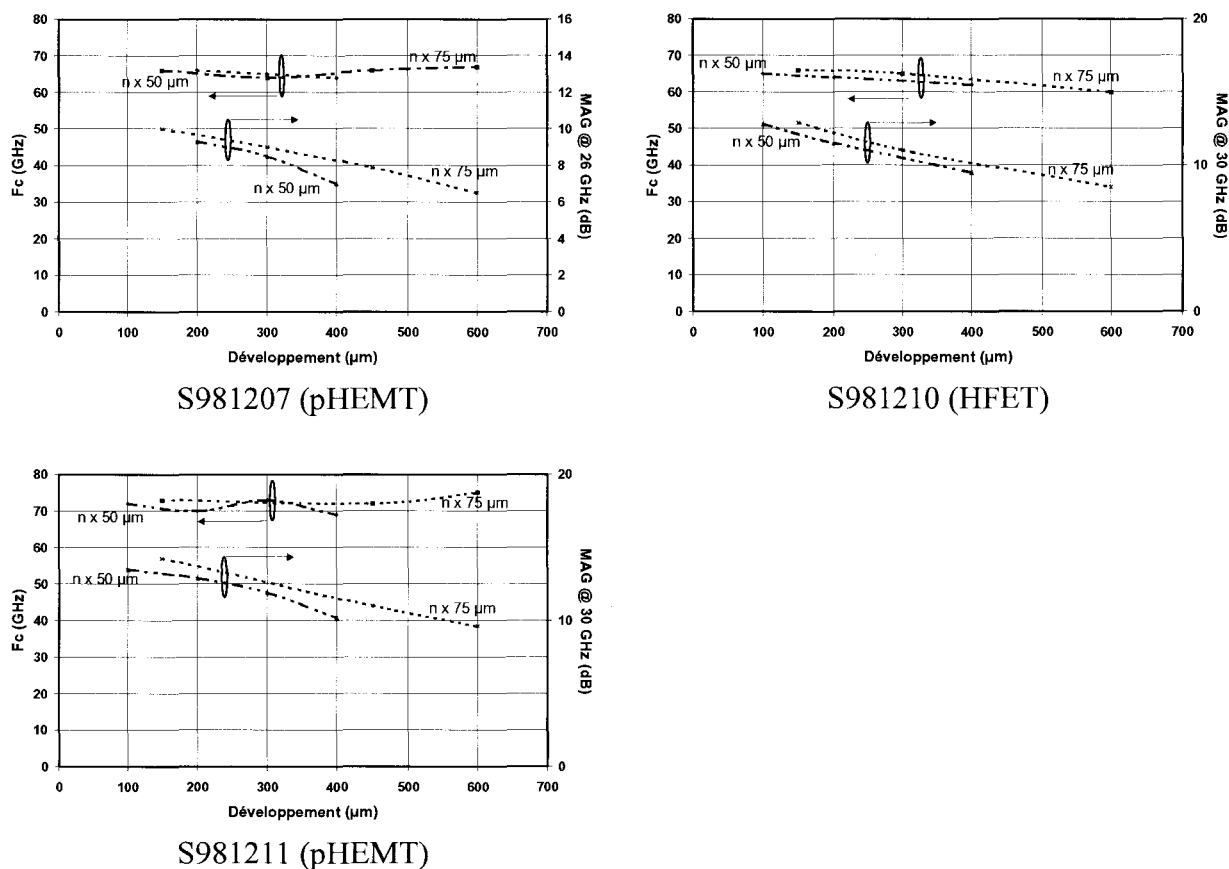 80
70
60
50
40
30
20
10
0
Fc (GHz)
16
14
12
10
8
6
4
2
0
MAG @ 26 GHz (dB)
n x 75 µm
n x 50 µm
n x 75 µm
n x 50 µm
0 100 200 300 400 500 600 700
Développement (µm)
S981207 (pHEMT)
80
70
60
50
40
30
20
10
0
Fc (GHz)
20
10
0
MAG @ 30 GHz (dB)
n x 50 µm
n x 75 µm
n x 50 µm
n x 75 µm
0 100 200 300 400 500 600 700
Développement (µm)
S981210 (HFET)
80
70
60
50
40
30
20
10
0
Fc (GHz)
20
10
0
MAG @ 30 GHz (dB)
n x 75 µm
n x 50 µm
n x 50 µm
n x 75 µm
0 100 200 300 400 500 600 700
Développement (µm)
S981211 (pHEMT)